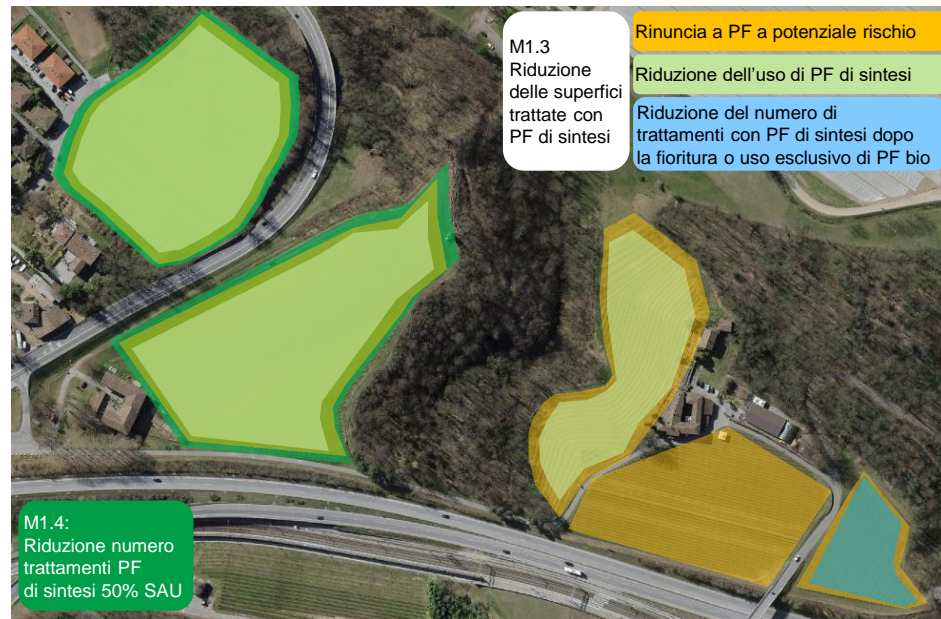 M1.3
Riduzione
delle superfici
trattate con
PF di sintesi
Rinuncia a PF a potenziale rischio
Riduzione dell'uso di PF di sintesi
Riduzione del numero di
trattamenti con PF di sintesi dopo
la fioritura o uso esclusivo di PF bio
M1.4:
Riduzione numero
trattamenti PF
di sintesi 50% SAU